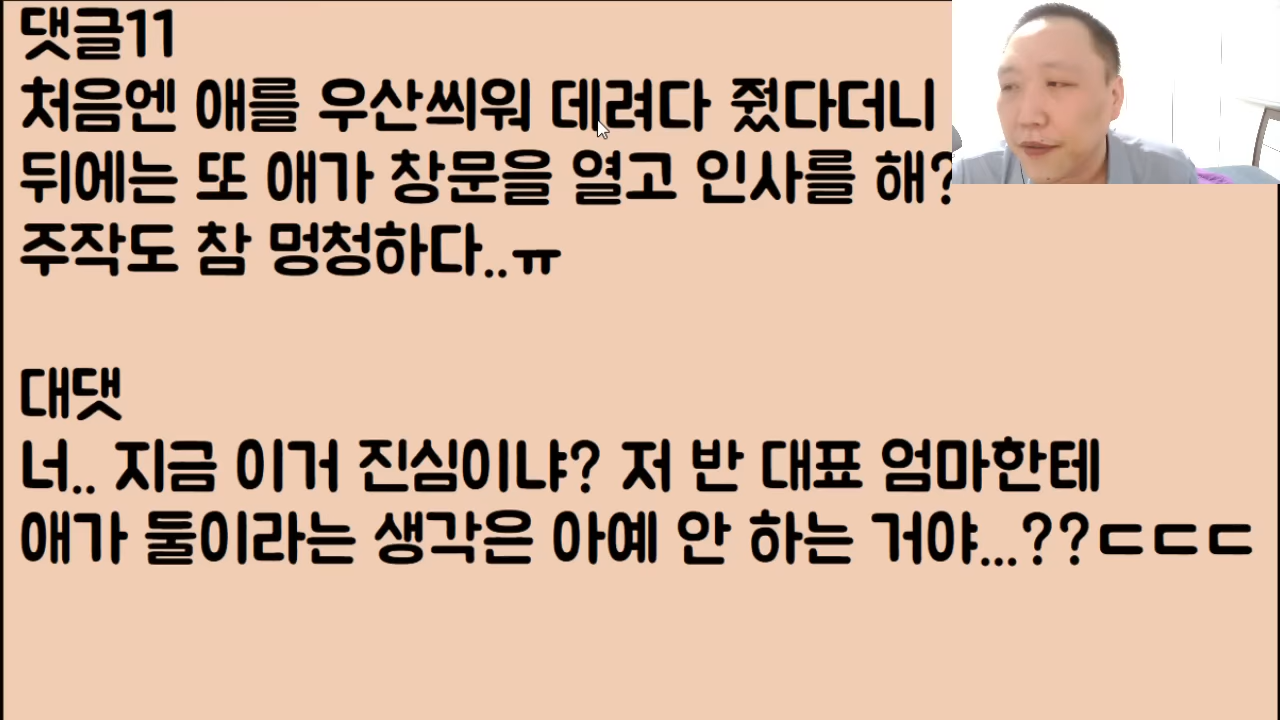 댓글11
처음엔 애를 우산씌워 데려다 줬다더니
뒤에는 또 애가 창문을 열고 인사를 해?
주작도 참 멍청하다..ㅠ
대댓
너.. 지금 이거 진심이냐? 저 반 대표 엄마한테
애가 둘이라는 생각은 아예 안 하는 거야...??ㄷㄷㄷ